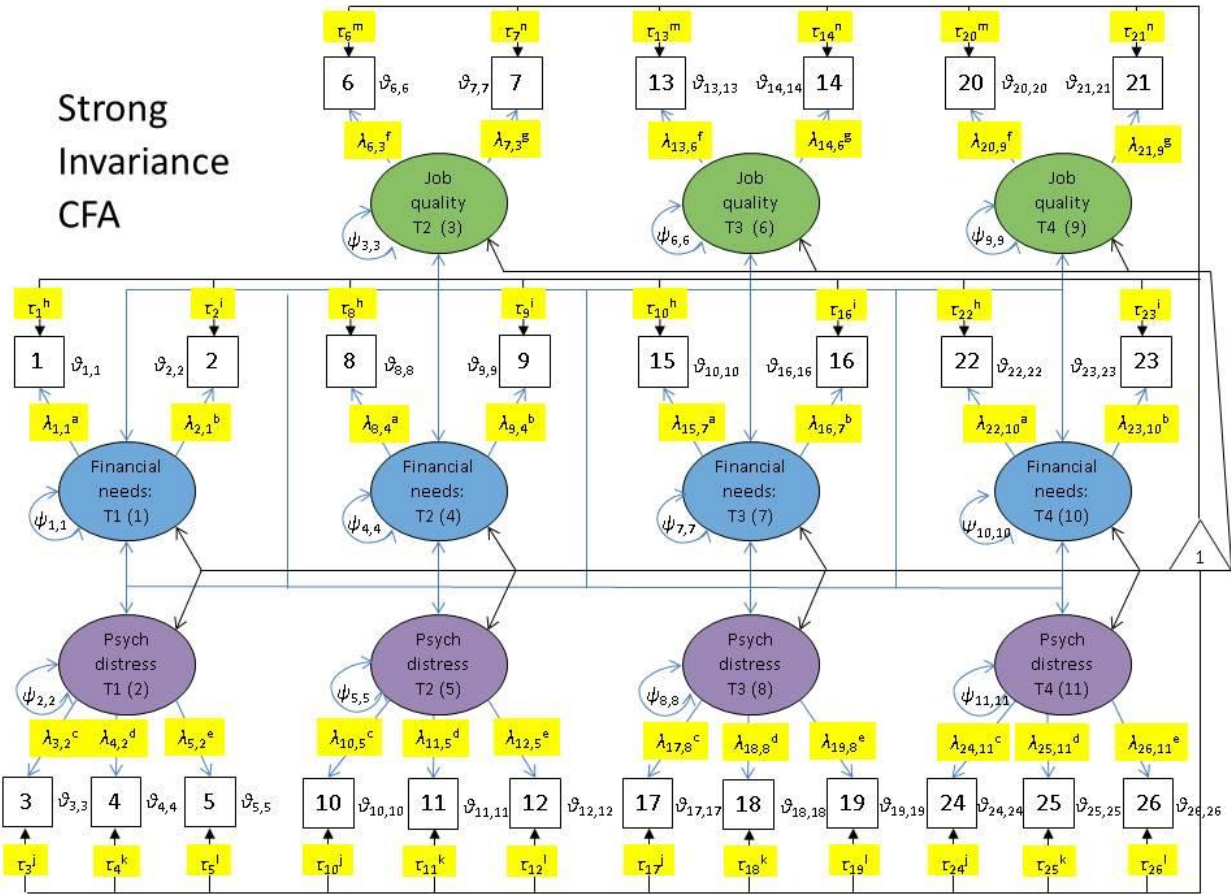 Strong
Invariance
CFA
τ₆ᵐ τ₇ⁿ τ₁₃ᵐ τ₁₄ⁿ τ₂₀ᵐ τ₂₁ⁿ
6 ϑ₆,₆ ϑ₇,₇ 7 13 ϑ₁₃,₁₃ ϑ₁₄,₁₄ 14 20 ϑ₂₀,₂₀ ϑ₂₁,₂₁ 21
λ₆,₃ᶠ λ₇,₃ᵍ λ₁₃,₆ᶠ λ₁₄,₆ᵍ λ₂₀,₉ᶠ λ₂₁,₉ᵍ
Job
quality
T2 (3)
Job
quality
T3 (6)
Job
quality
T4 (9)
ψ₃,₃ ψ₆,₆ ψ₉,₉
τ₁ʰ τ₂ⁱ τ₈ʰ τ₉ⁱ τ₁₀ʰ τ₁₆ⁱ τ₂₂ʰ τ₂₃ⁱ
1 ϑ₁,₁ ϑ₂,₂ 2 8 ϑ₈,₈ ϑ₉,₉ 9 15 ϑ₁₀,₁₀ ϑ₁₆,₁₆ 16 22 ϑ₂₂,₂₂ ϑ₂₃,₂₃ 23
λ₁,₁ᵃ λ₂,₁ᵇ λ₈,₄ᵃ λ₉,₄ᵇ λ₁₅,₇ᵃ λ₁₆,₇ᵇ λ₂₂,₁₀ᵃ λ₂₃,₁₀ᵇ
Financial
needs:
T1 (1)
Financial
needs:
T2 (4)
Financial
needs:
T3 (7)
Financial
needs:
T4 (10)
ψ₁,₁ ψ₄,₄ ψ₇,₇ ψ₁₀,₁₀
1
Psych
distress
T1 (2)
Psych
distress
T2 (5)
Psych
distress
T3 (8)
Psych
distress
T4 (11)
ψ₂,₂ ψ₅,₅ ψ₈,₈ ψ₁₁,₁₁
λ₃,₂ᶜ λ₄,₂ᵈ λ₅,₂ᵉ λ₁₀,₅ᶜ λ₁₁,₅ᵈ λ₁₂,₅ᵉ λ₁₇,₈ᶜ λ₁₈,₈ᵈ λ₁₉,₈ᵉ λ₂₄,₁₁ᶜ λ₂₅,₁₁ᵈ λ₂₆,₁₁ᵉ
3 ϑ₃,₃ 4 ϑ₄,₄ 5 ϑ₅,₅ 10 ϑ₁₀,₁₀ 11 ϑ₁₁,₁₁ 12 ϑ₁₂,₁₂ 17 ϑ₁₇,₁₇ 18 ϑ₁₈,₁₈ 19 ϑ₁₉,₁₉ 24 ϑ₂₄,₂₄ 25 ϑ₂₅,₂₅ 26 ϑ₂₆,₂₆
τ₃ʲ τ₄ᵏ τ₅ˡ τ₁₀ʲ τ₁₁ᵏ τ₁₂ˡ τ₁₇ʲ τ₁₈ᵏ τ₁₉ˡ τ₂₄ʲ τ₂₅ᵏ τ₂₆ˡ